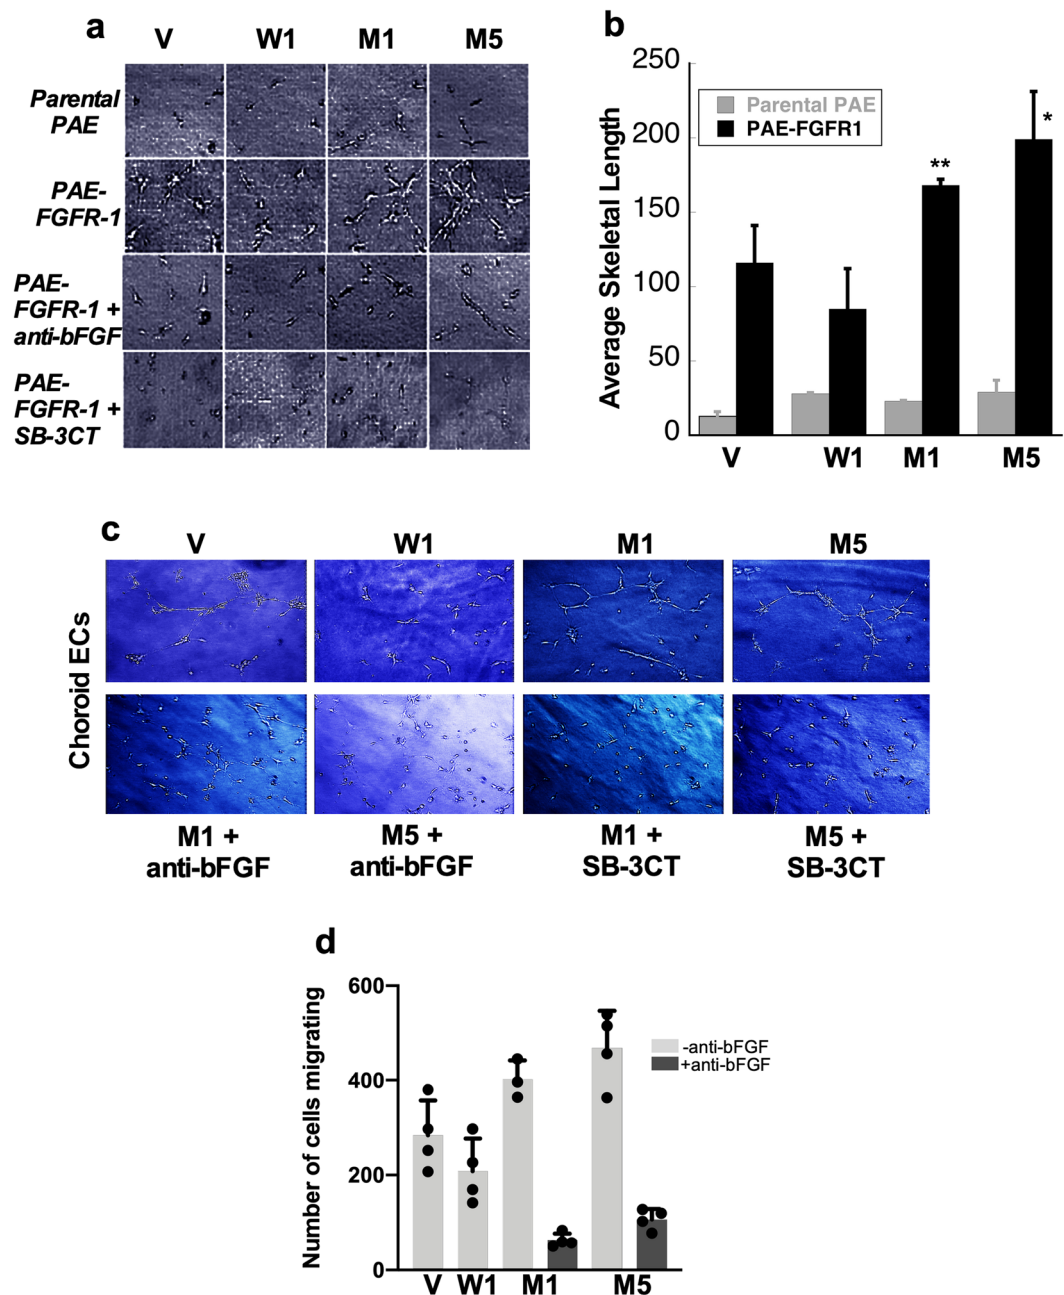 a
V W1 M1 M5
Parental
PAE
PAE-
FGFR-1
PAE-
FGFR-1 +
anti-bFGF
PAE-
FGFR-1 +
SB-3CT
b
Average Skeletal Length
250
200
150
100
50
0
Parental PAE
PAE-FGFR1
**
*
V W1 M1 M5
c
V W1 M1 M5
Choroid ECs
M1 +
anti-bFGF
M5 +
anti-bFGF
M1 +
SB-3CT
M5 +
SB-3CT
d
Number of cells migrating
600
400
200
0
-anti-bFGF
+anti-bFGF
V W1 M1 M5